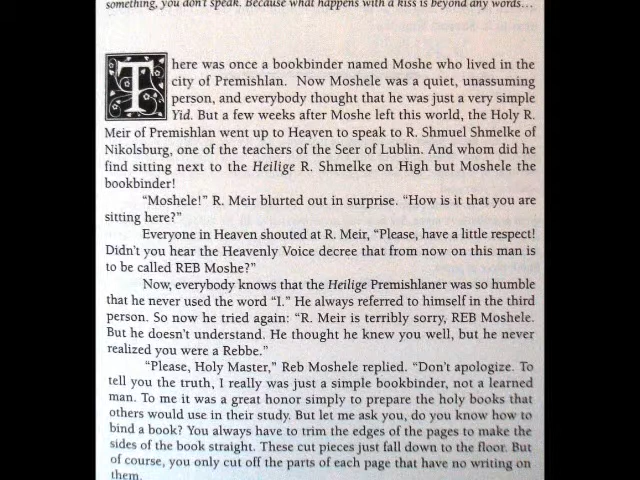 something, you don't speak. Because what happens with a kiss is beyond any words...
There was once a bookbinder named Moshe who lived in the
city of Premishlan. Now Moshele was a quiet, unassuming
person, and everybody thought that he was just a very simple
Yid. But a few weeks after Moshe left this world, the Holy R.
Meir of Premishlan went up to Heaven to speak to R. Shmuel Shmelke of
Nikolsburg, one of the teachers of the Seer of Lublin. And whom did he
find sitting next to the Heilige R. Shmelke on High but Moshele the
bookbinder!
"Moshele!" R. Meir blurted out in surprise. "How is it that you are
sitting here?"
Everyone in Heaven shouted at R. Meir, "Please, have a little respect!
Didn't you hear the Heavenly Voice decree that from now on this man is
to be called REB Moshe?"
Now, everybody knows that the Heilige Premishlaner was so humble
that he never used the word "I." He always referred to himself in the third
person. So now he tried again: "R. Meir is terribly sorry, REB Moshele.
But he doesn't understand. He thought he knew you well, but he never
realized you were a Rebbe."
"Please, Holy Master," Reb Moshele replied. "Don't apologize. To
tell you the truth, I really was just a simple bookbinder, not a learned
man. To me it was a great honor simply to prepare the holy books that
others would use in their study. But let me ask you, do you know how to
bind a book? You always have to trim the edges of the pages to make the
sides of the book straight. These cut pieces just fall down to the floor. But
of course, you only cut off the parts of each page that have no writing on
them.